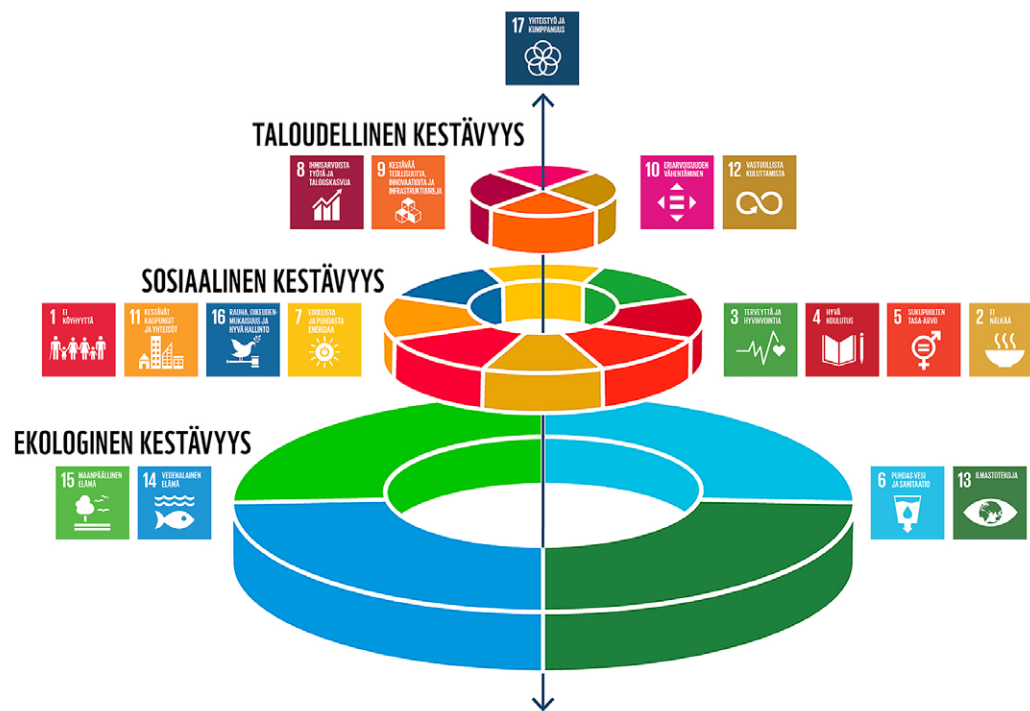 17 YHTEISTYÖ JA
KUMPPANUUS
TALOUDELLINEN KESTÄVYYS
8 IHMISARVOISTA
TYÖTÄ JA
TALOUSKASVUA
9 KESTÄVÄÄ
TEOLLISUUTTA,
INNOVAATIOITA JA
INFRASTRUKTUUREJA
10 ERIARVOISUUDEN
VÄHENTÄMINEN
12 VASTUULLISTA
KULUTTAMISTA
SOSIAALINEN KESTÄVYYS
1 EI
KÖYHYYTTÄ
11 KESTÄVÄT
KAUPUNGIT
JA YHTEISÖT
16 RAUHA, OIKEUDEN-
MUKAISUUS JA
HYVÄ HALLINTO
7 EDULLISTA
JA PUHDASTA
ENERGIAA
3 TERVEYTTÄ JA
HYVINVOINTIA
4 HYVÄ
KOULUTUS
5 SUKUPUOLTEN
TASA-ARVO
2 EI
NÄLKÄÄ
EKOLOGINEN KESTÄVYYS
15 MAANPÄÄLLINEN
ELÄMÄ
14 VEDENALAINEN
ELÄMÄ
6 PUHDAS VESI
JA SANITAATIO
13 ILMASTOTEKOJA